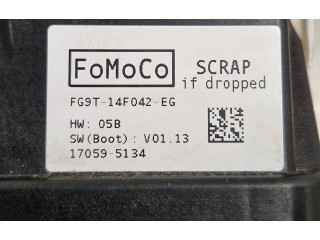 FoMoCo SCRAP
if dropped
FG9T-14F042-EG
HW: 05B
SW(Boot): V01.13
17059-5134